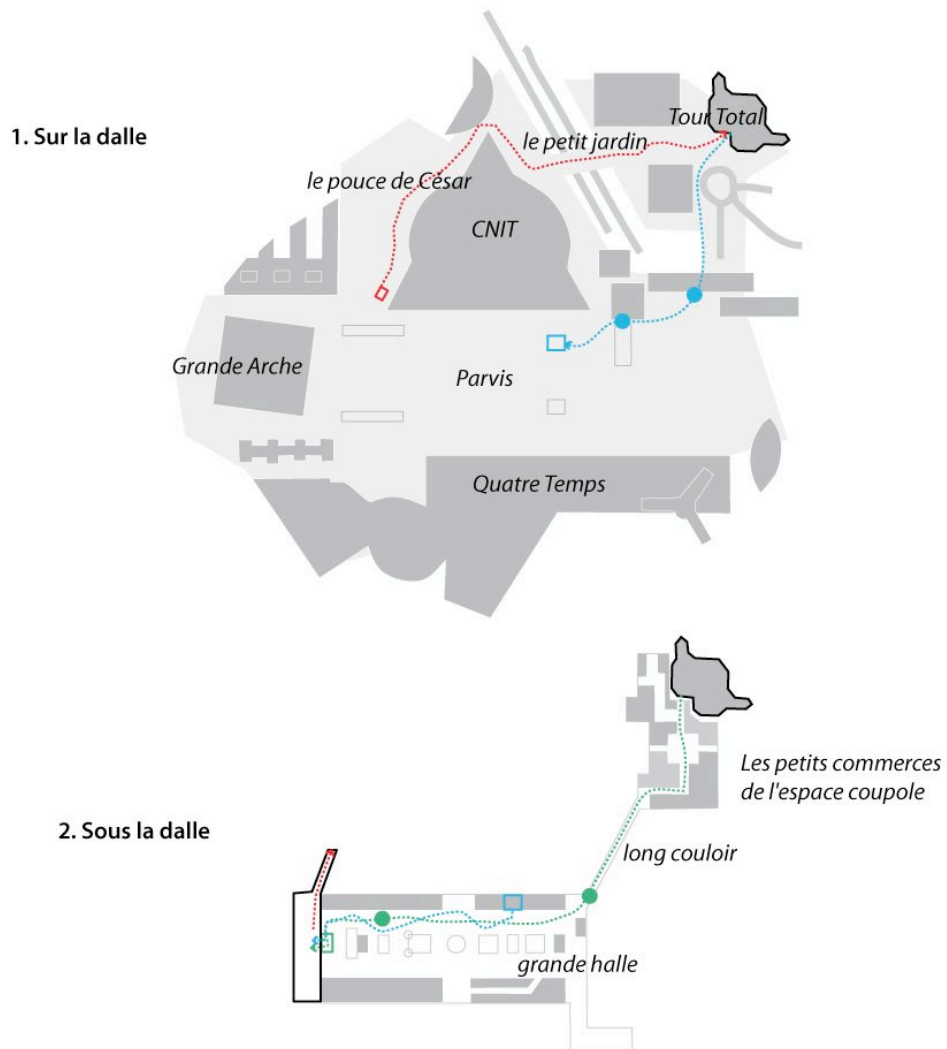 1. Sur la dalle
Tour Total
le petit jardin
le pouce de César
CNIT
Grande Arche
Parvis
Quatre Temps
Les petits commerces
de l'espace coupole
2. Sous la dalle
long couloir
grande halle